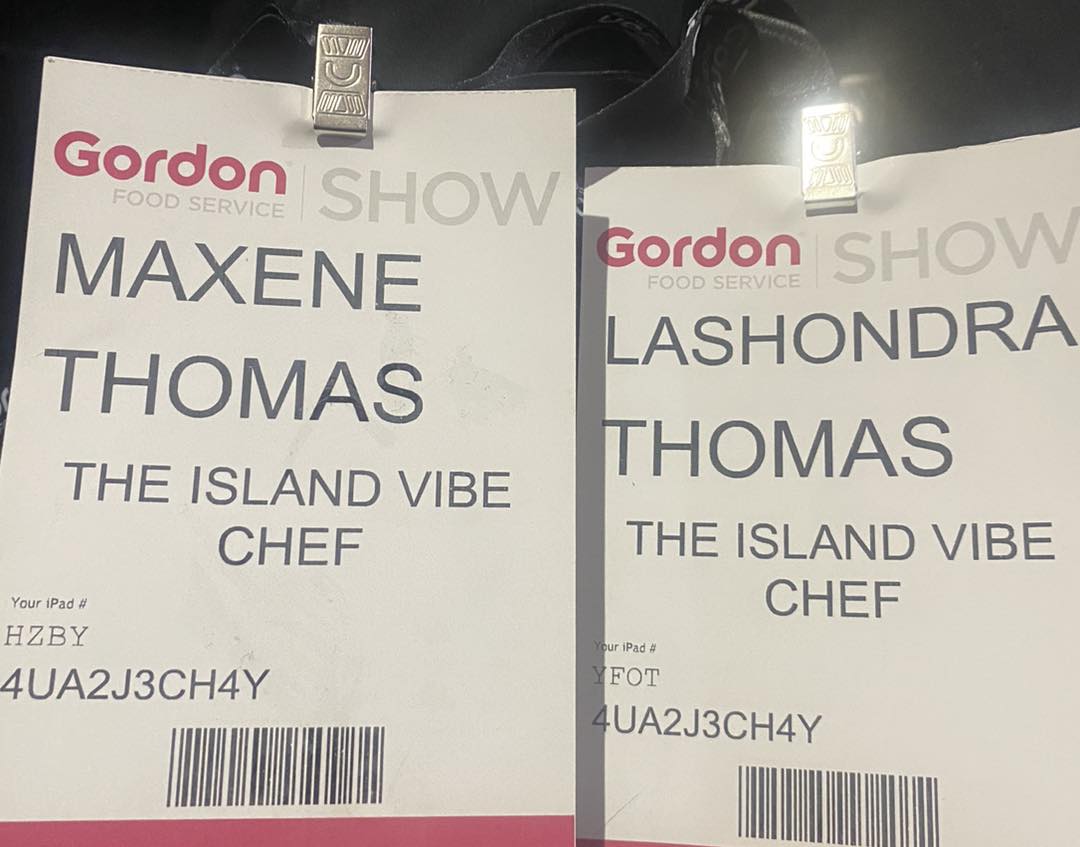 Gordon
FOOD SERVICE
SHOW
MAXENE
THOMAS
THE ISLAND VIBE
CHEF
Your iPad #
HZBY
4UA2J3CH4Y
Gordon
FOOD SERVICE
SHOW
LASHONDRA
THOMAS
THE ISLAND VIBE
CHEF
Your iPad #
YFOT
4UA2J3CH4Y